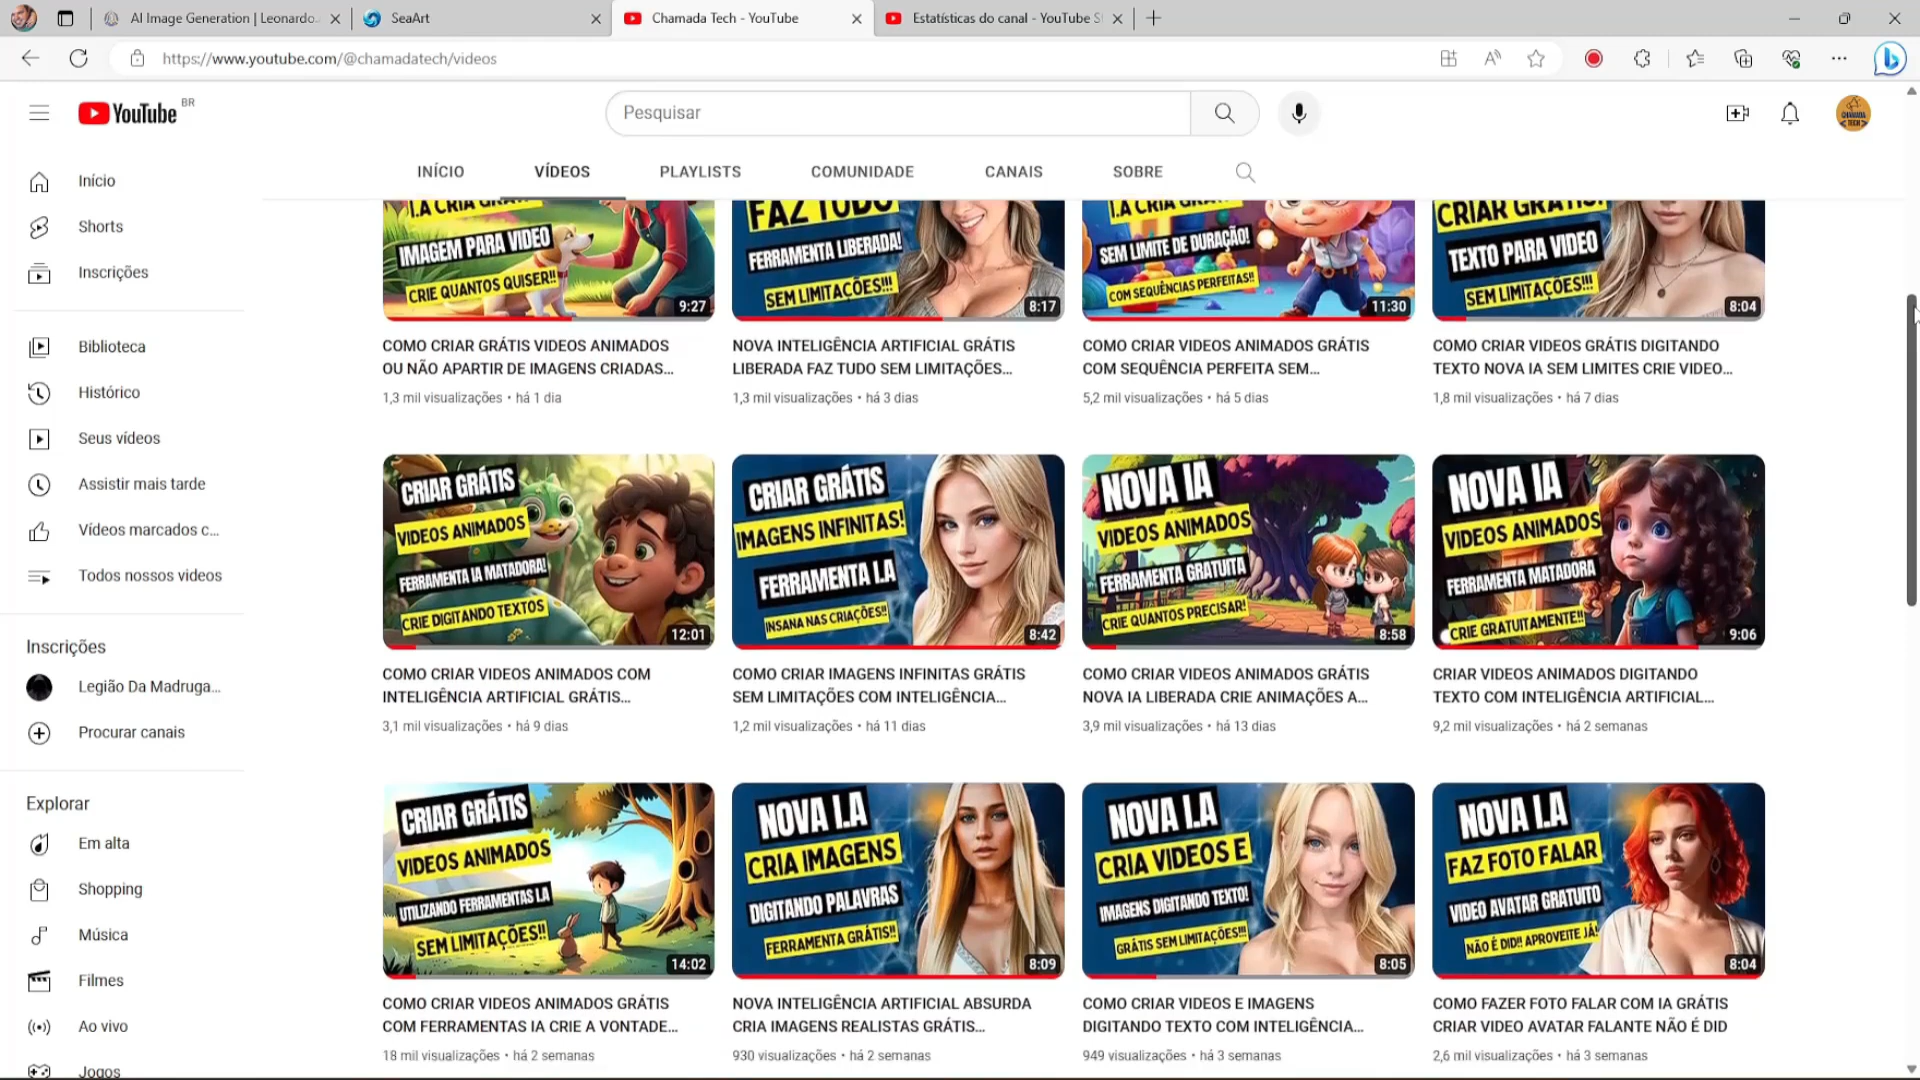 AI Image Generation | Leonardo.
SeaArt
Chamada Tech - YouTube
Estatísticas do canal - YouTube S
https://www.youtube.com/@chamadatech/videos
YouTube BR
Pesquisar
CHAMADA
TECH
INÍCIO VÍDEOS PLAYLISTS COMUNIDADE CANAIS SOBRE
Início
Shorts
Inscrições
Biblioteca
Histórico
Seus vídeos
Assistir mais tarde
Vídeos marcados c...
Todos nossos videos
Inscrições
Legião Da Madruga...
Procurar canais
Explorar
Em alta
Shopping
Música
Filmes
Ao vivo
Jogos
I.A CRIA GRÁTIS
IMAGEM PARA VIDEO
CRIE QUANTOS QUISER!!
9:27
COMO CRIAR GRÁTIS VIDEOS ANIMADOS
OU NÃO APARTIR DE IMAGENS CRIADAS...
1,3 mil visualizações • há 1 dia
FAZ TUDO
FERRAMENTA LIBERADA!
SEM LIMITAÇÕES!!!
8:17
NOVA INTELIGÊNCIA ARTIFICIAL GRÁTIS
LIBERADA FAZ TUDO SEM LIMITAÇÕES...
1,3 mil visualizações • há 3 dias
I.A CRIA GRÁTIS
SEM LIMITE DE DURAÇÃO!
COM SEQUÊNCIAS PERFEITAS!!
11:30
COMO CRIAR VIDEOS ANIMADOS GRÁTIS
COM SEQUÊNCIA PERFEITA SEM...
5,2 mil visualizações • há 5 dias
CRIAR GRÁTIS!
TEXTO PARA VIDEO
SEM LIMITAÇÕES!!!
8:04
COMO CRIAR VIDEOS GRÁTIS DIGITANDO
TEXTO NOVA IA SEM LIMITES CRIE VIDEO...
1,8 mil visualizações • há 7 dias
CRIAR GRÁTIS
VIDEOS ANIMADOS
FERRAMENTA IA MATADORA!
CRIE DIGITANDO TEXTOS
12:01
COMO CRIAR VIDEOS ANIMADOS COM
INTELIGÊNCIA ARTIFICIAL GRÁTIS...
3,1 mil visualizações • há 9 dias
CRIAR GRÁTIS
IMAGENS INFINITAS!
FERRAMENTA I.A
INSANA NAS CRIAÇÕES!!
8:42
COMO CRIAR IMAGENS INFINITAS GRÁTIS
SEM LIMITAÇÕES COM INTELIGÊNCIA...
1,2 mil visualizações • há 11 dias
NOVA IA
VIDEOS ANIMADOS
FERRAMENTA GRATUITA
CRIE QUANTOS PRECISAR!
8:58
COMO CRIAR VIDEOS ANIMADOS GRÁTIS
NOVA IA LIBERADA CRIE ANIMAÇÕES A...
3,9 mil visualizações • há 13 dias
NOVA IA
VIDEOS ANIMADOS
FERRAMENTA MATADORA
CRIE GRATUITAMENTE!!
9:06
CRIAR VIDEOS ANIMADOS DIGITANDO
TEXTO COM INTELIGÊNCIA ARTIFICIAL...
9,2 mil visualizações • há 2 semanas
CRIAR GRÁTIS
VIDEOS ANIMADOS
UTILIZANDO FERRAMENTAS I.A
SEM LIMITAÇÕES!!
14:02
COMO CRIAR VIDEOS ANIMADOS GRÁTIS
COM FERRAMENTAS IA CRIE A VONTADE...
18 mil visualizações • há 2 semanas
NOVA I.A
CRIA IMAGENS
DIGITANDO PALAVRAS
FERRAMENTA GRÁTIS!!
8:09
NOVA INTELIGÊNCIA ARTIFICIAL ABSURDA
CRIA IMAGENS REALISTAS GRÁTIS...
930 visualizações • há 2 semanas
NOVA I.A
CRIA VIDEOS E
IMAGENS DIGITANDO TEXTO!
GRÁTIS SEM LIMITAÇÕES!!!
8:05
COMO CRIAR VIDEOS E IMAGENS
DIGITANDO TEXTO COM INTELIGÊNCIA...
949 visualizações • há 3 semanas
NOVA I.A
FAZ FOTO FALAR
VIDEO AVATAR GRATUITO
NÃO É DID!! APROVEITE JÁ!
8:04
COMO FAZER FOTO FALAR COM IA GRÁTIS
CRIAR VIDEO AVATAR FALANTE NÃO É DID
2,6 mil visualizações • há 3 semanas